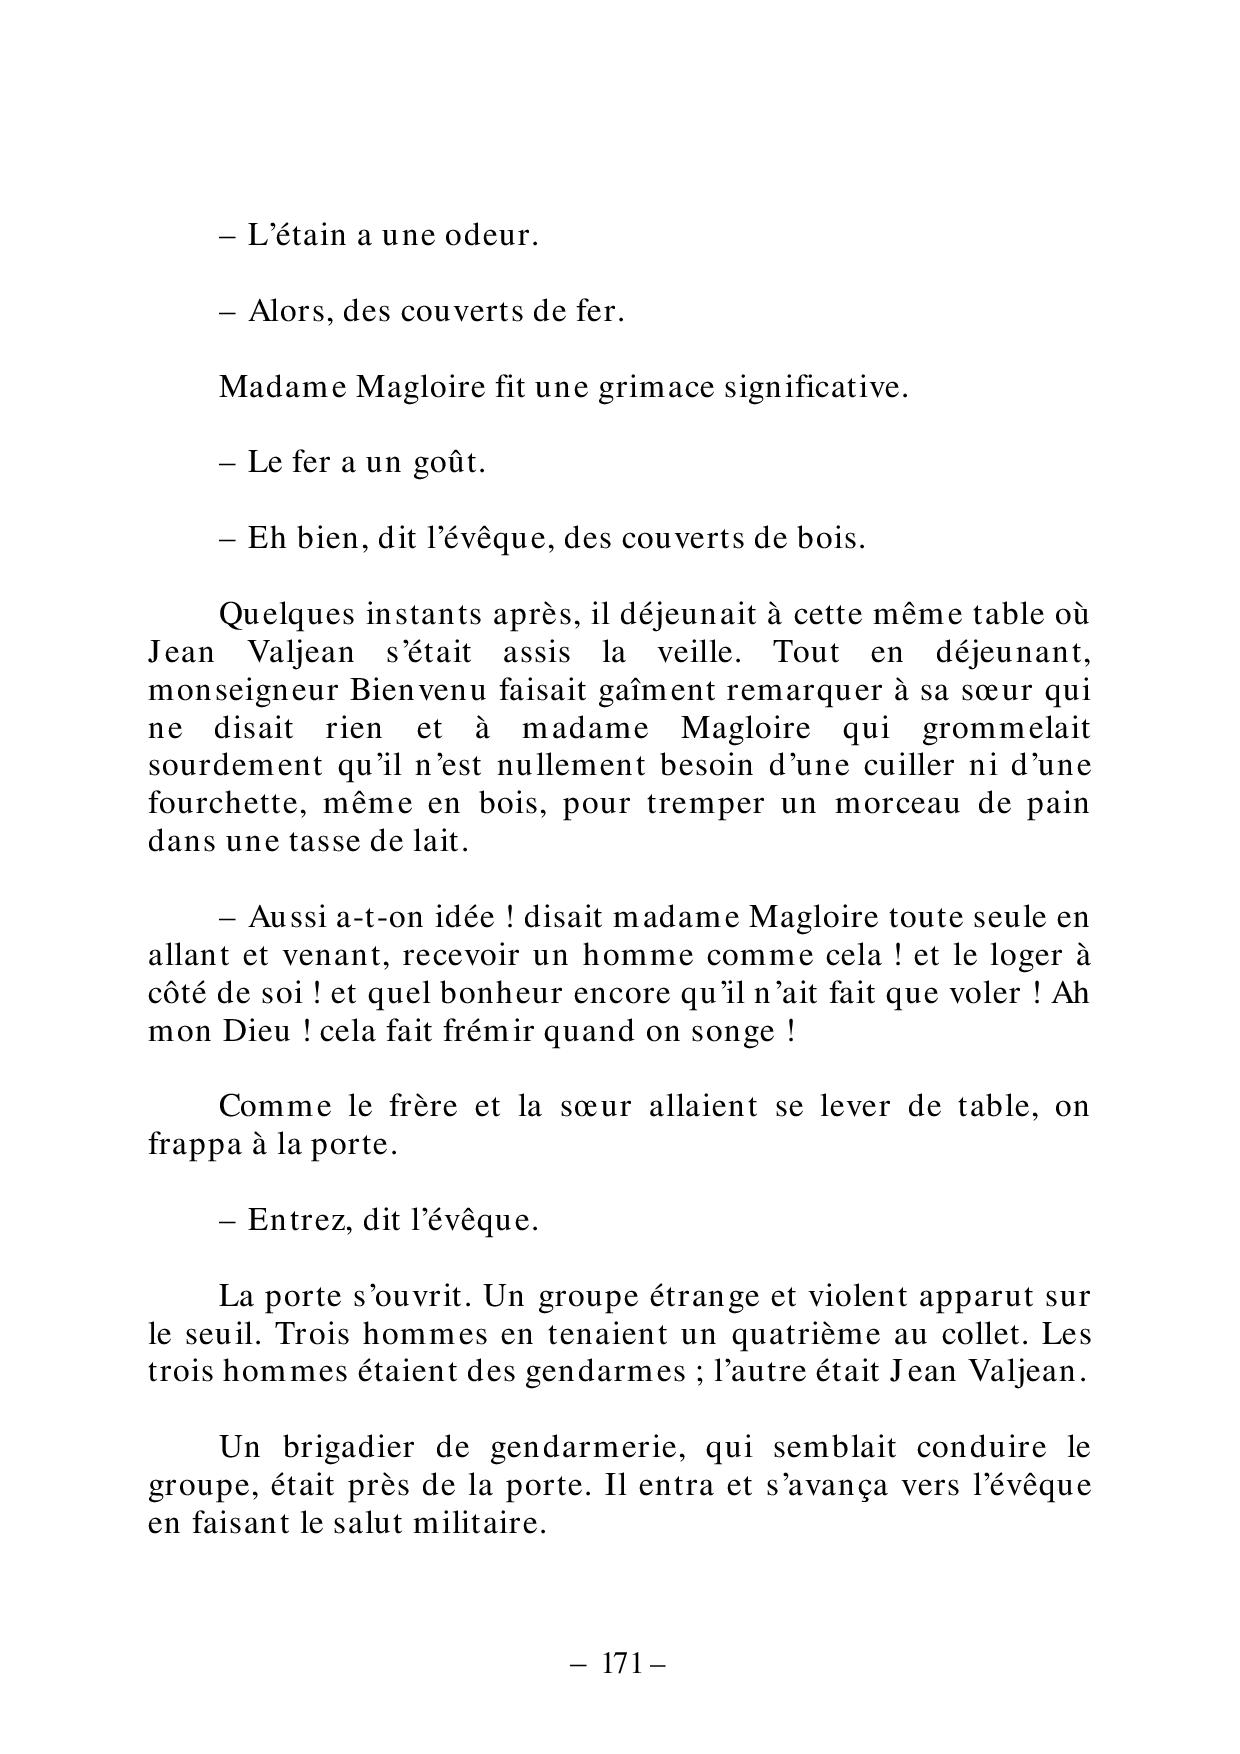 – L’étain a une odeur.
– Alors, des couverts de fer.
Madame Magloire fit une grimace significative.
– Le fer a un goût.
– Eh bien, dit l’évêque, des couverts de bois.
Quelques instants après, il déjeunait à cette même table où
Jean Valjean s’était assis la veille. Tout en déjeunant,
monseigneur Bienvenu faisait gaîment remarquer à sa sœur qui
ne disait rien et à madame Magloire qui grommelait
sourdement qu’il n’est nullement besoin d’une cuiller ni d’une
fourchette, même en bois, pour tremper un morceau de pain
dans une tasse de lait.
– Aussi a-t-on idée ! disait madame Magloire toute seule en
allant et venant, recevoir un homme comme cela ! et le loger à
côté de soi ! et quel bonheur encore qu’il n’ait fait que voler ! Ah
mon Dieu ! cela fait frémir quand on songe !
Comme le frère et la sœur allaient se lever de table, on
frappa à la porte.
– Entrez, dit l’évêque.
La porte s’ouvrit. Un groupe étrange et violent apparut sur
le seuil. Trois hommes en tenaient un quatrième au collet. Les
trois hommes étaient des gendarmes ; l’autre était Jean Valjean.
Un brigadier de gendarmerie, qui semblait conduire le
groupe, était près de la porte. Il entra et s’avança vers l’évêque
en faisant le salut militaire.
– 171 –